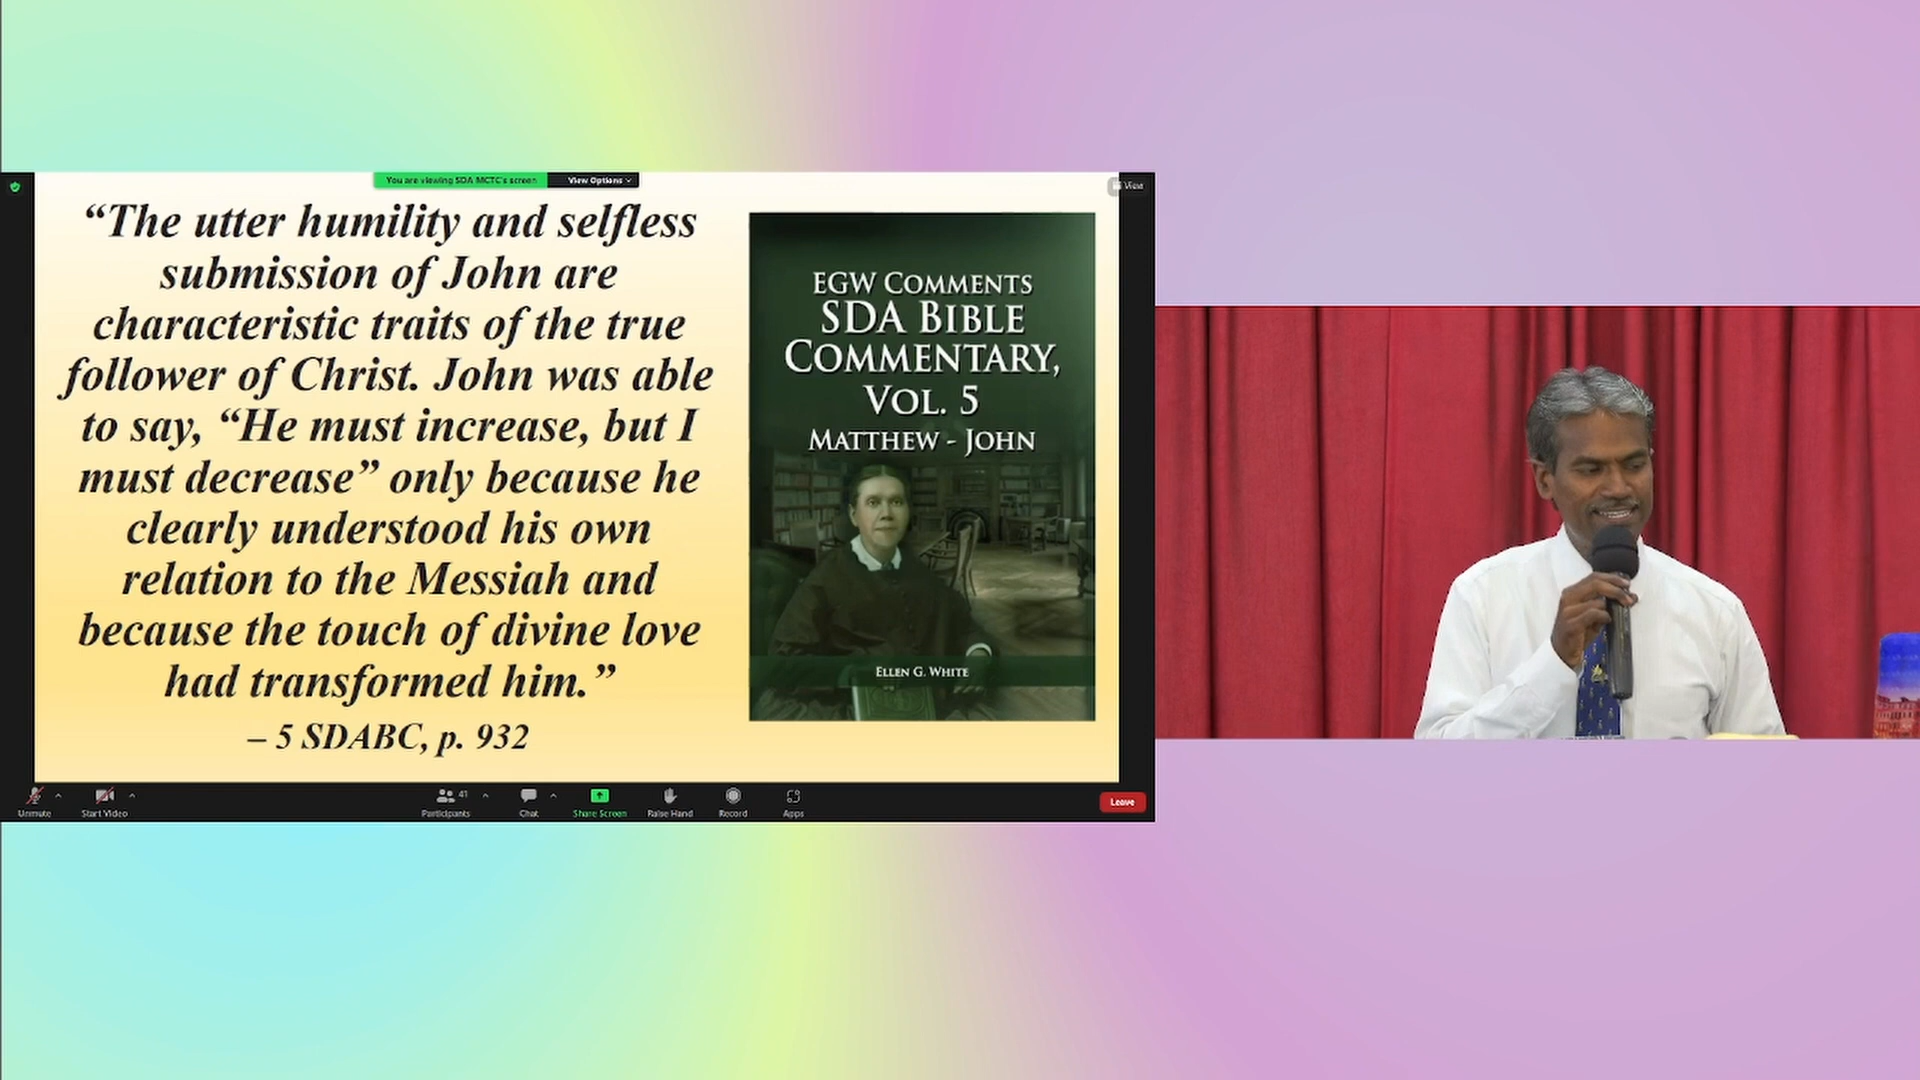 You are viewing SDA MCTC's screen
View Options
View
“The utter humility and selfless
submission of John are
characteristic traits of the true
follower of Christ. John was able
to say, “He must increase, but I
must decrease” only because he
clearly understood his own
relation to the Messiah and
because the touch of divine love
had transformed him.”
– 5 SDABC, p. 932
EGW Comments
SDA Bible
Commentary,
Vol. 5
Matthew - John
Ellen G. White
Unmute
Start Video
Participants
41
Chat
Share Screen
Raise Hand
Record
Apps
Leave